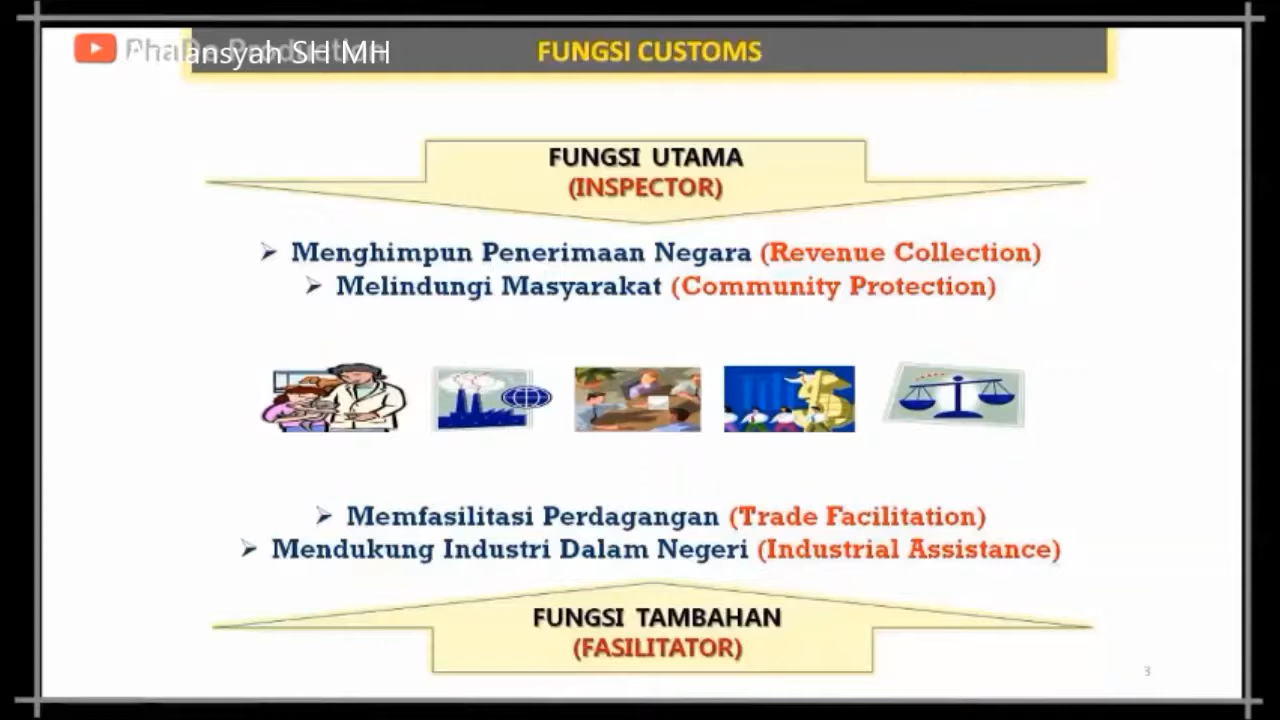 ansyah SH MH
FUNGSI CUSTOMS
FUNGSI UTAMA
(INSPECTOR)
➢ Menghimpun Penerimaan Negara (Revenue Collection)
➢ Melindungi Masyarakat (Community Protection)
➢ Memfasilitasi Perdagangan (Trade Facilitation)
➢ Mendukung Industri Dalam Negeri (Industrial Assistance)
FUNGSI TAMBAHAN
(FASILITATOR)
3